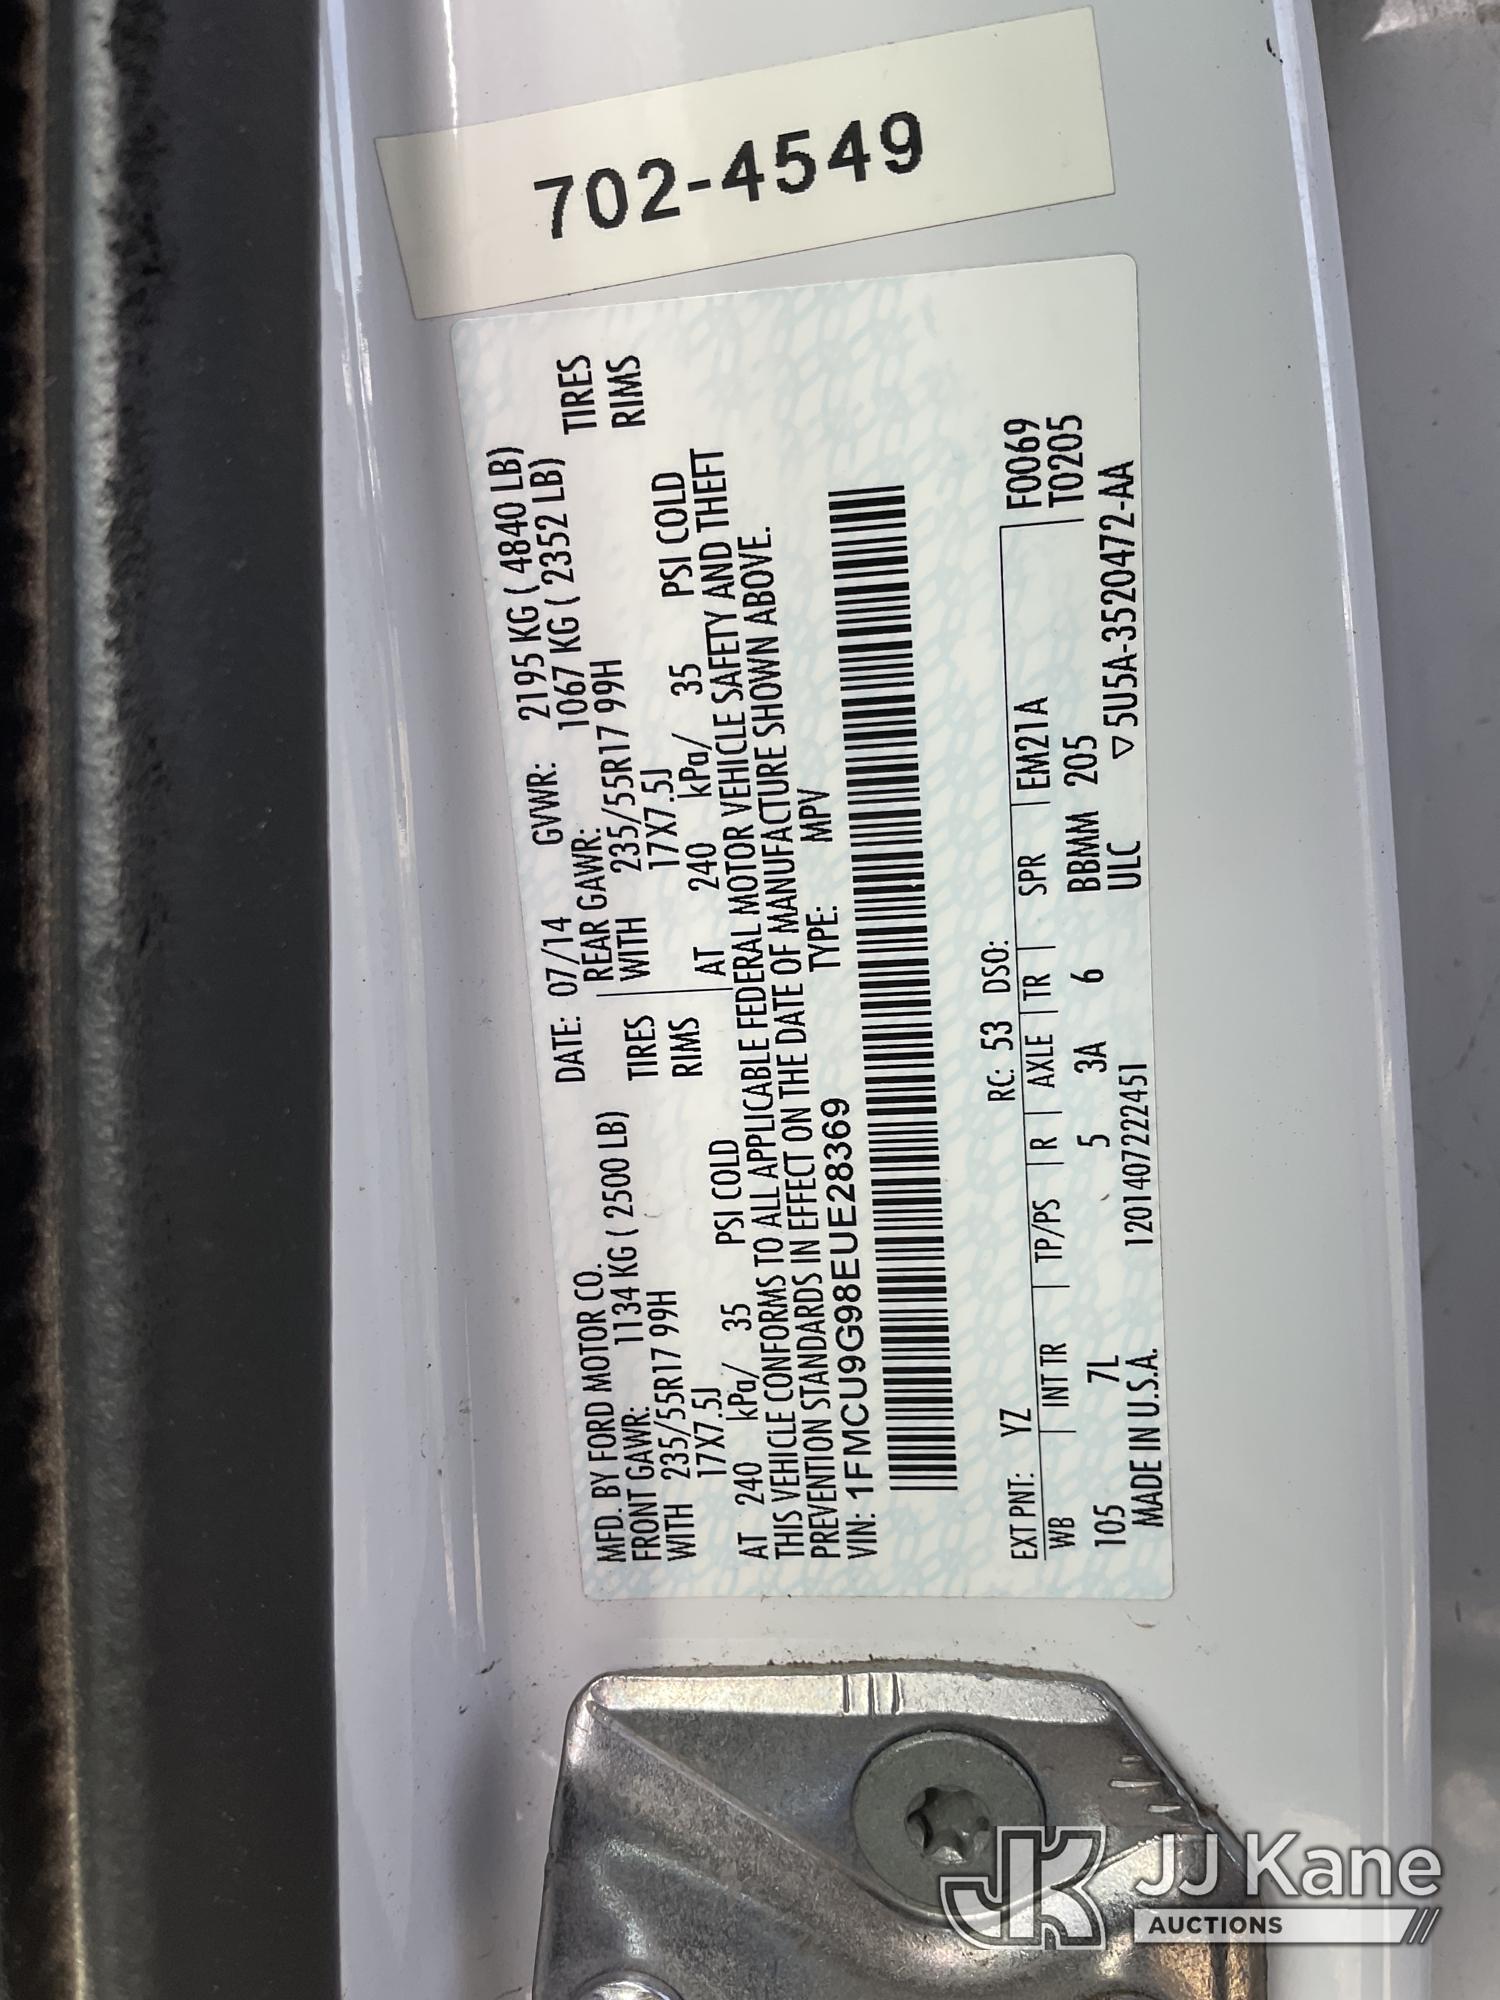 702-4549
MFD. BY FORD MOTOR CO.
DATE: 07/14 GVWR: 2195 KG ( 4840 LB)
FRONT GAWR: 1134 KG ( 2500 LB) REAR GAWR: 1067 KG ( 2352 LB)
WITH 235/55R17 99H TIRES WITH 235/55R17 99H TIRES
17X7.5J RIMS 17X7.5J RIMS
AT 240 kPa/ 35 PSI COLD AT 240 kPa/ 35 PSI COLD
THIS VEHICLE CONFORMS TO ALL APPLICABLE FEDERAL MOTOR VEHICLE SAFETY AND THEFT
PREVENTION STANDARDS IN EFFECT ON THE DATE OF MANUFACTURE SHOWN ABOVE.
VIN: 1FMCU9G98EUE28369 TYPE: MPV
EXT PNT: YZ RC: 53 DSO:
WB INT TR TP/PS R AXLE TR SPR EM21A F0069
105 7L 5 3A 6 BBMM 205 T0205
MADE IN U.S.A. 1201407222451 ULC ▽5U5A-3520472-AA
JK JJ Kane
AUCTIONS